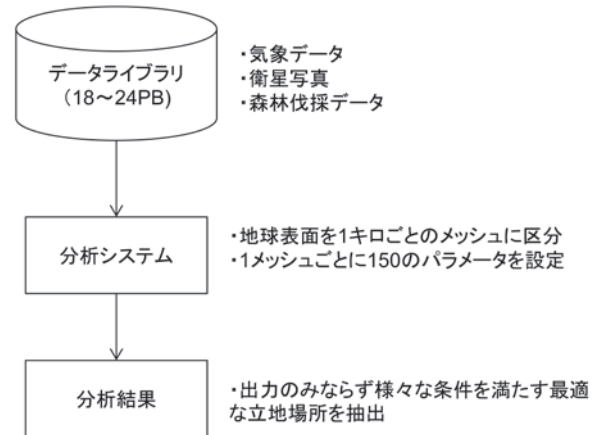 データライブラリ
(18～24PB)
・気象データ
・衛星写真
・森林伐採データ
分析システム
・地球表面を1キロごとのメッシュに区分
・1メッシュごとに150のパラメータを設定
分析結果
・出力のみならず様々な条件を満たす最適
な立地場所を抽出